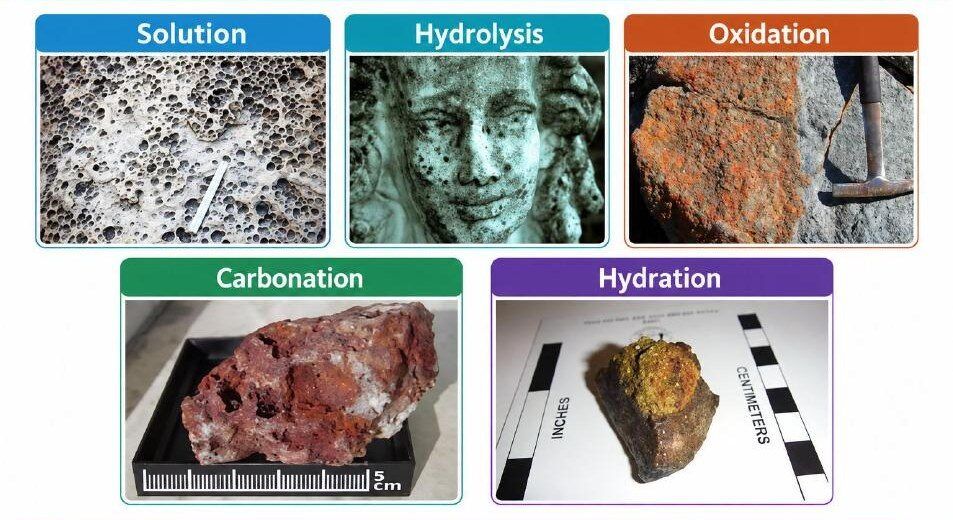 Solution
Hydrolysis
Oxidation
Carbonation
Hydration
5
cm
INCHES
CENTIMETERS